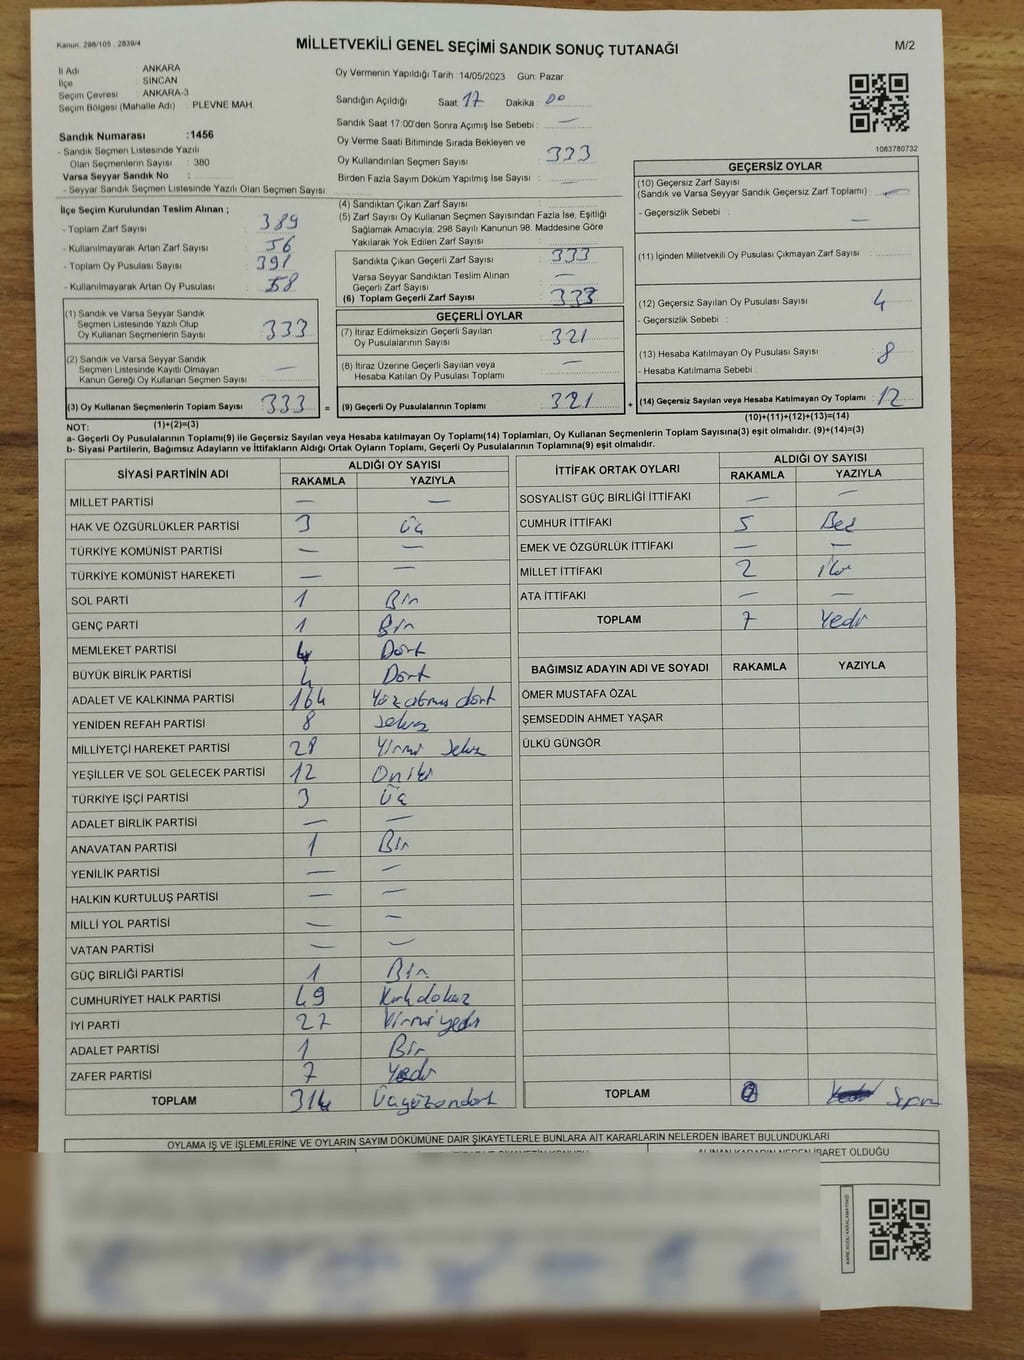 Kanun. 298/105 , 2839/4
MİLLETVEKİLİ GENEL SEÇİMİ SANDIK SONUÇ TUTANAĞI
M/2
İl Adı : ANKARA
İlçe : SİNCAN
Seçim Çevresi : ANKARA-3
Seçim Bölgesi (Mahalle Adı) : PLEVNE MAH.
Sandık Numarası :1456
- Sandık Seçmen Listesinde Yazılı
Olan Seçmenlerin Sayısı : 380
Varsa Seyyar Sandık No :
- Seyyar Sandık Seçmen Listesinde Yazılı Olan Seçmen Sayısı :
Oy Vermenin Yapıldığı Tarih :14/05/2023 Gün: Pazar
Sandığın Açıldığı Saat: 17 Dakika : 00
Sandık Saat 17:00'den Sonra Açımış İse Sebebi : —
Oy Verme Saati Bitiminde Sırada Bekleyen ve
Oy Kullandırılan Seçmen Sayısı : 333
Birden Fazla Sayım Döküm Yapılmış İse Sayısı : —
1083780732
İlçe Seçim Kurulundan Teslim Alınan ;
- Toplam Zarf Sayısı : 389
- Kullanılmayarak Artan Zarf Sayısı : 56
- Toplam Oy Pusulası Sayısı : 391
- Kullanılmayarak Artan Oy Pusulası : 58
(1) Sandık ve Varsa Seyyar Sandık
Seçmen Listesinde Yazılı Olup
Oy Kullanan Seçmenlerin Sayısı : 333
(2) Sandık ve Varsa Seyyar Sandık
Seçmen Listesinde Kayıtlı Olmayan
Kanun Gereği Oy Kullanan Seçmen Sayısı : —
(3) Oy Kullanan Seçmenlerin Toplam Sayısı : 333 =
(1)+(2)=(3)
(4) Sandıktan Çıkan Zarf Sayısı :
(5) Zarf Sayısı Oy Kullanan Seçmen Sayısından Fazla İse, Eşitliği
Sağlamak Amacıyla, 298 Sayılı Kanunun 98. Maddesine Göre
Yakılarak Yok Edilen Zarf Sayısı :
Sandıkta Çıkan Geçerli Zarf Sayısı : 333
Varsa Seyyar Sandıktan Teslim Alınan
Geçerli Zarf Sayısı : —
(6) Toplam Geçerli Zarf Sayısı : 333
GEÇERLİ OYLAR
(7) İtiraz Edilmeksizin Geçerli Sayılan
Oy Pusulalarının Sayısı : 321
(8) İtiraz Üzerine Geçerli Sayılan veya
Hesaba Katılan Oy Pusulası Toplamı : —
(9) Geçerli Oy Pusulalarının Toplamı : 321 +
GEÇERSİZ OYLAR
(10) Geçersiz Zarf Sayısı
(Sandık ve Varsa Seyyar Sandık Geçersiz Zarf Toplamı) : —
- Geçersizlik Sebebi : —
(11) İçinden Milletvekili Oy Pusulası Çıkmayan Zarf Sayısı :
(12) Geçersiz Sayılan Oy Pusulası Sayısı : 4
- Geçersizlik Sebebi :
(13) Hesaba Katılmayan Oy Pusulası Sayısı : 8
- Hesaba Katılmama Sebebi :
(14) Geçersiz Sayılan veya Hesaba Katılmayan Oy Toplamı : 12
(10)+(11)+(12)+(13)=(14)
NOT:
a- Geçerli Oy Pusulalarının Toplamı(9) ile Geçersiz Sayılan veya Hesaba katılmayan Oy Toplamı(14) Toplamları, Oy Kullanan Seçmenlerin Toplam Sayısına(3) eşit olmalıdır. (9)+(14)=(3)
b- Siyasi Partilerin, Bağımsız Adayların ve İttifakların Aldığı Ortak Oyların Toplamı, Geçerli Oy Pusulalarının Toplamına(9) eşit olmalıdır.
SİYASİ PARTİNİN ADI ALDIĞI OY SAYISI
RAKAMLA YAZIYLA
MİLLET PARTİSİ — —
HAK VE ÖZGÜRLÜKLER PARTİSİ 3 Üç
TÜRKİYE KOMÜNİST PARTİSİ — —
TÜRKİYE KOMÜNİST HAREKETİ — —
SOL PARTİ 1 Bir
GENÇ PARTİ 1 Bir
MEMLEKET PARTİSİ 4 Dört
BÜYÜK BİRLİK PARTİSİ 4 Dört
ADALET VE KALKINMA PARTİSİ 164 Yüzatmış dört
YENİDEN REFAH PARTİSİ 8 Sekiz
MİLLİYETÇİ HAREKET PARTİSİ 28 Yirmi Sekiz
YEŞİLLER VE SOL GELECEK PARTİSİ 12 Oniki
TÜRKİYE İŞÇİ PARTİSİ 3 Üç
ADALET BİRLİK PARTİSİ — —
ANAVATAN PARTİSİ 1 Bir
YENİLİK PARTİSİ — —
HALKIN KURTULUŞ PARTİSİ — —
MİLLİ YOL PARTİSİ — —
VATAN PARTİSİ — —
GÜÇ BİRLİĞİ PARTİSİ 1 Bir
CUMHURİYET HALK PARTİSİ 49 Kırkdokuz
İYİ PARTİ 27 Yirmiyedi
ADALET PARTİSİ 1 Bir
ZAFER PARTİSİ 7 Yedi
TOPLAM 314 Üçyüzondört
İTTİFAK ORTAK OYLARI ALDIĞI OY SAYISI
RAKAMLA YAZIYLA
SOSYALİST GÜÇ BİRLİĞİ İTTİFAKI — —
CUMHUR İTTİFAKI 5 Beş
EMEK VE ÖZGÜRLÜK İTTİFAKI — —
MİLLET İTTİFAKI 2 İki
ATA İTTİFAKI — —
TOPLAM 7 Yedi
BAĞIMSIZ ADAYIN ADI VE SOYADI RAKAMLA YAZIYLA
ÖMER MUSTAFA ÖZAL
ŞEMSEDDİN AHMET YAŞAR
ÜLKÜ GÜNGÖR
TOPLAM 0
OYLAMA İŞ VE İŞLEMLERİNE VE OYLARIN SAYIM DÖKÜMÜNE DAİR ŞİKAYETLERLE BUNLARA AİT KARARLARIN NELERDEN İBARET BULUNDUKLARI
ALINAN KARARIN NEDEN İBARET OLDUĞU